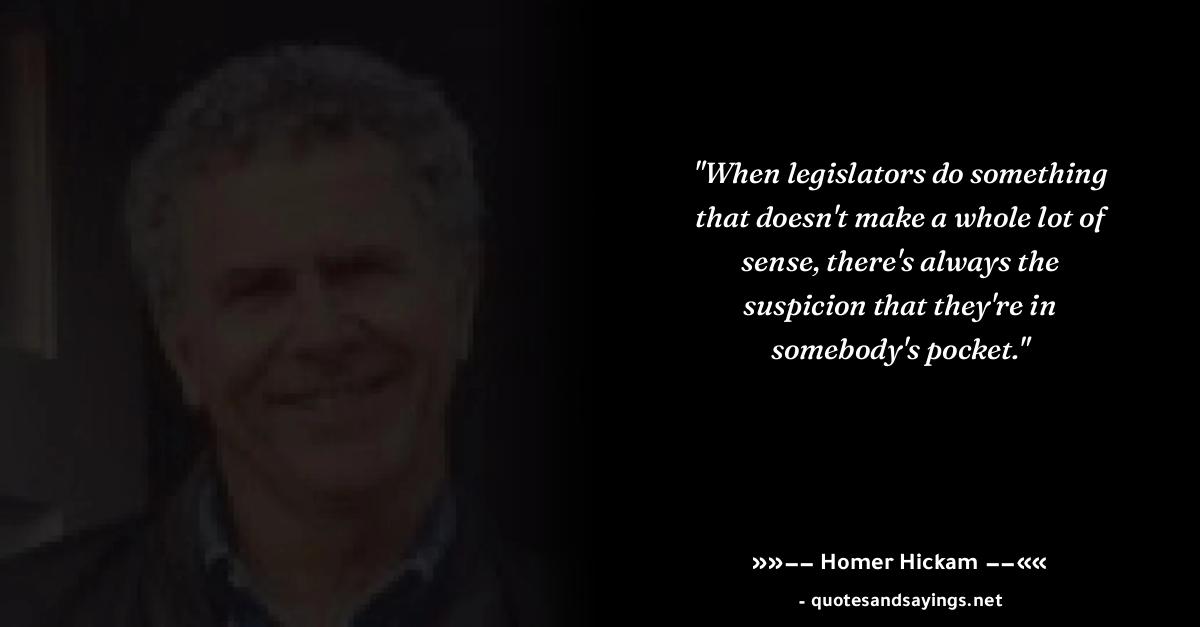 "When legislators do something
that doesn't make a whole lot of
sense, there's always the
suspicion that they're in
somebody's pocket."
»»−− Homer Hickam −−««
- quotesandsayings.net